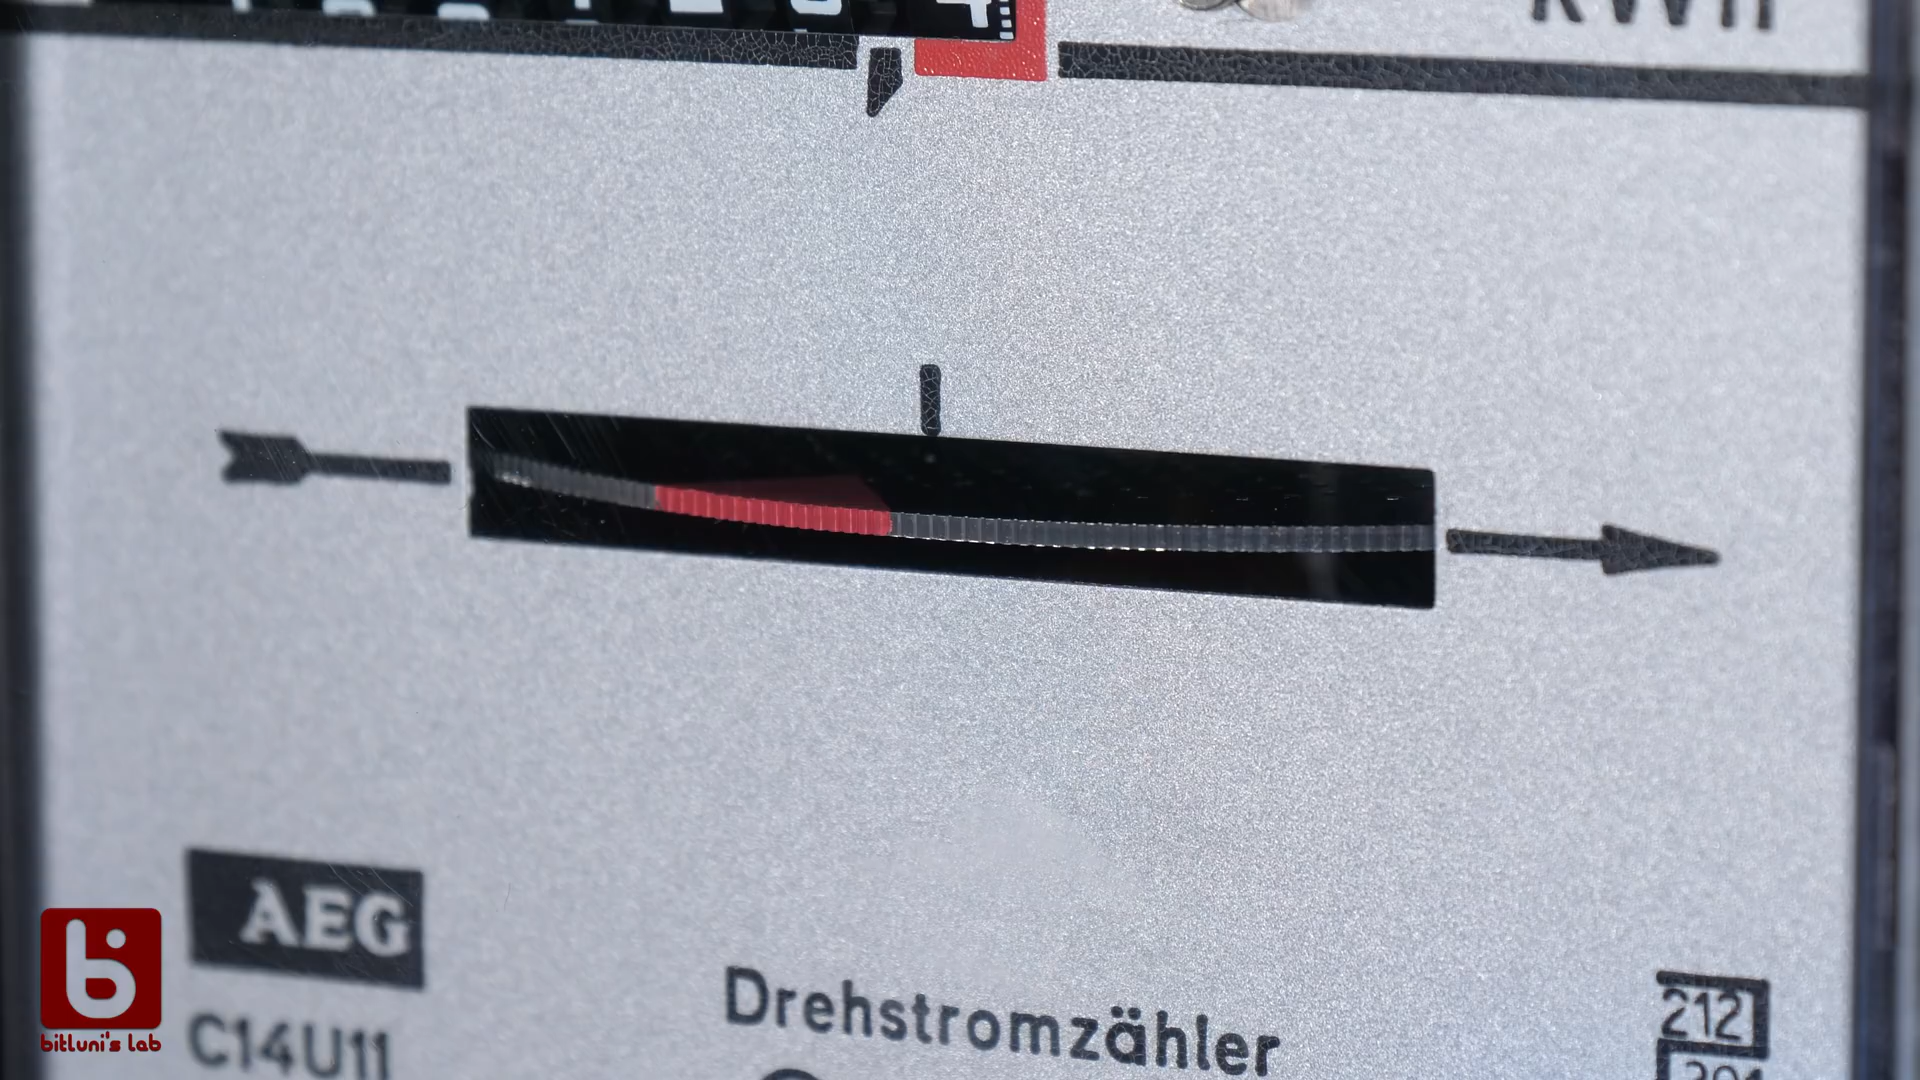 kWh
AEG
C14U11
Drehstromzähler
212
bitluni's lab